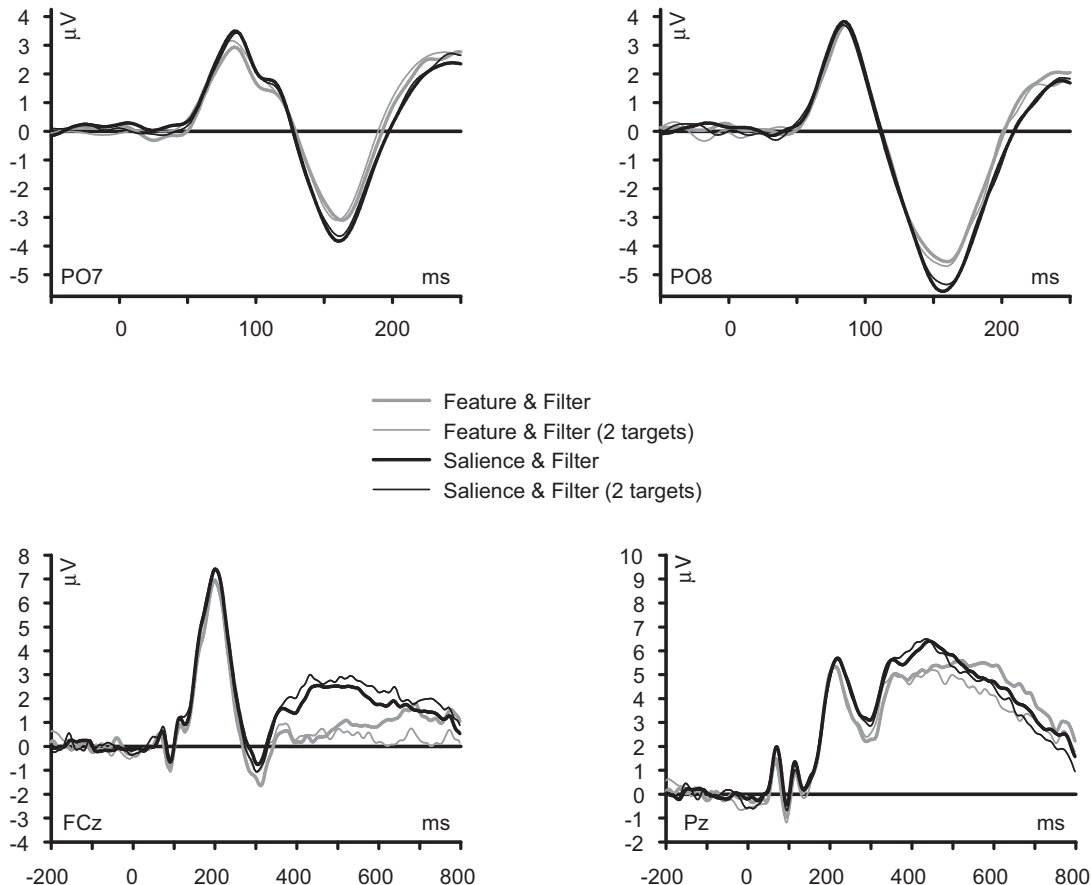 4
3
2
1
0
-1
-2
-3
-4
-5
µV
PO7
ms
0 100 200
4
3
2
1
0
-1
-2
-3
-4
-5
µV
PO8
ms
0 100 200
Feature & Filter
Feature & Filter (2 targets)
Salience & Filter
Salience & Filter (2 targets)
8
7
6
5
4
3
2
1
0
-1
-2
-3
-4
µV
FCz
ms
-200 0 200 400 600 800
10
9
8
7
6
5
4
3
2
1
0
-1
-2
µV
Pz
ms
-200 0 200 400 600 800